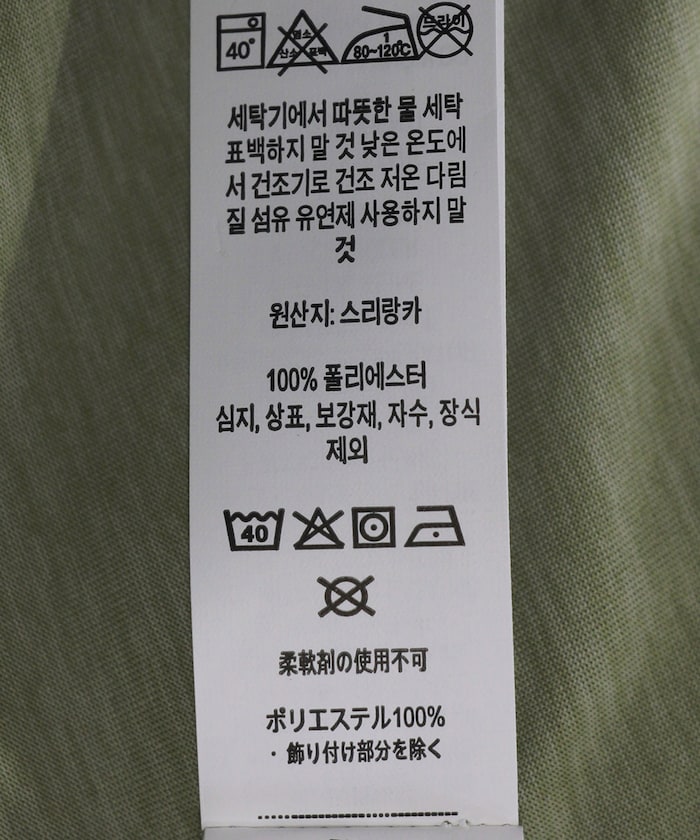 40°
염소
산소 표백
1
80~120℃
드라이
세탁기에서 따뜻한 물 세탁
표백하지 말 것 낮은 온도에
서 건조기로 건조 저온 다림
질 섬유 유연제 사용하지 말
것
원산지: 스리랑카
100% 폴리에스터
심지, 상표, 보강재, 자수, 장식
제외
40
柔軟剤の使用不可
ポリエステル100%
・飾り付け部分を除く